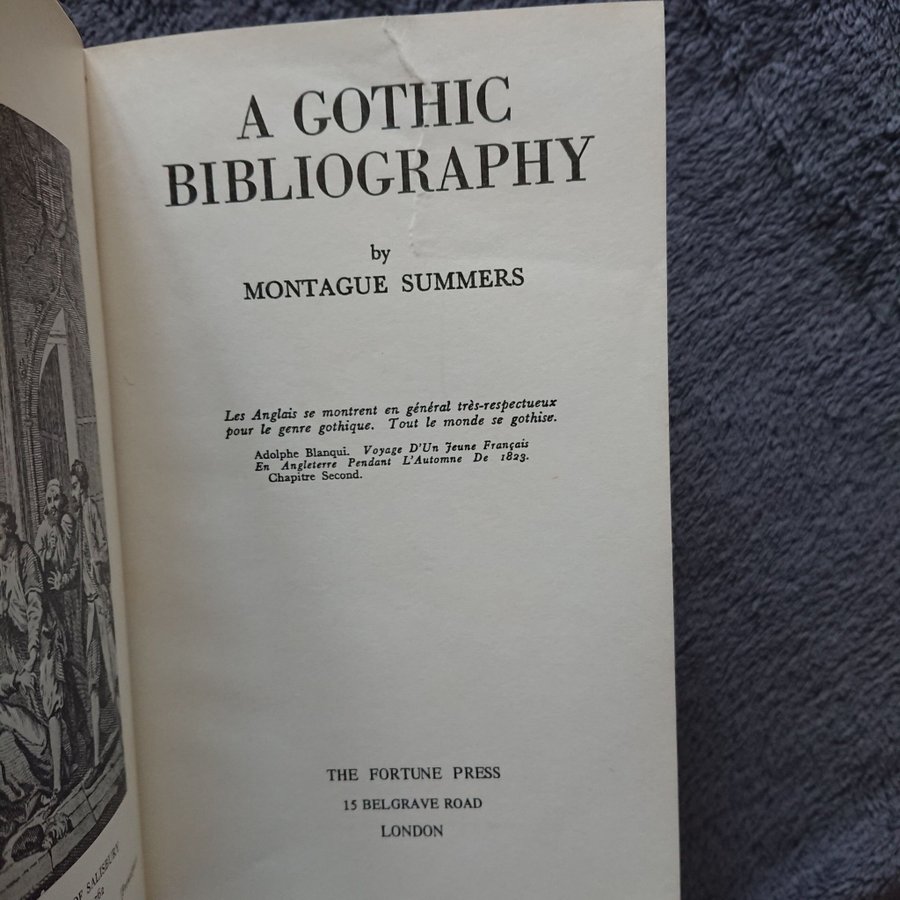 A GOTHIC
BIBLIOGRAPHY
by
MONTAGUE SUMMERS
Les Anglais se montrent en général très-respectueux
pour le genre gothique. Tout le monde se gothise.
Adolphe Blanqui. Voyage D'Un Jeune Français
En Angleterre Pendant L'Automne De 1823.
Chapitre Second.
THE FORTUNE PRESS
15 BELGRAVE ROAD
LONDON
OF SALISBURY